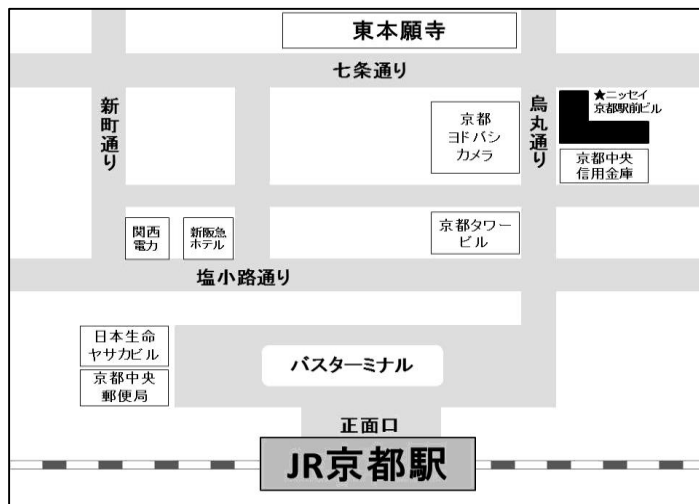 東本願寺
七条通り
新町通り
烏丸通り
★ニッセイ
京都駅前ビル
京都
ヨドバシ
カメラ
京都中央
信用金庫
関西
電力
新阪急
ホテル
京都タワー
ビル
塩小路通り
日本生命
ヤサカビル
京都中央
郵便局
バスターミナル
正面口
JR京都駅